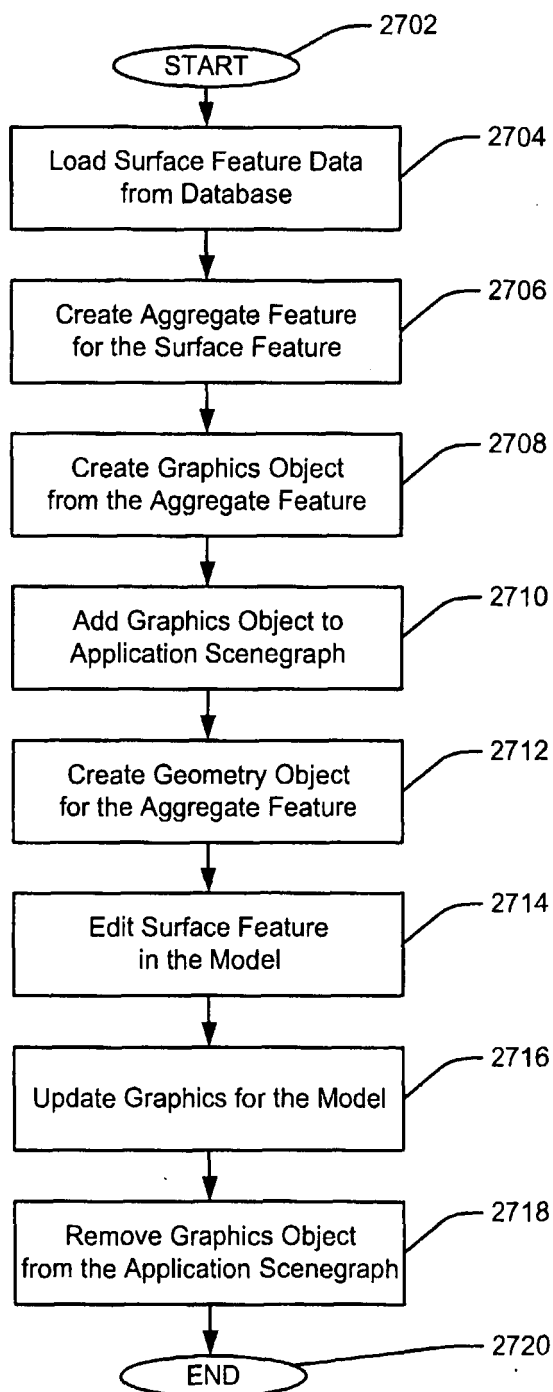 2702
START
2704
Load Surface Feature Data
from Database
2706
Create Aggregate Feature
for the Surface Feature
2708
Create Graphics Object
from the Aggregate Feature
2710
Add Graphics Object to
Application Scenegraph
2712
Create Geometry Object
for the Aggregate Feature
2714
Edit Surface Feature
in the Model
2716
Update Graphics for the Model
2718
Remove Graphics Object
from the Application Scenegraph
2720
END